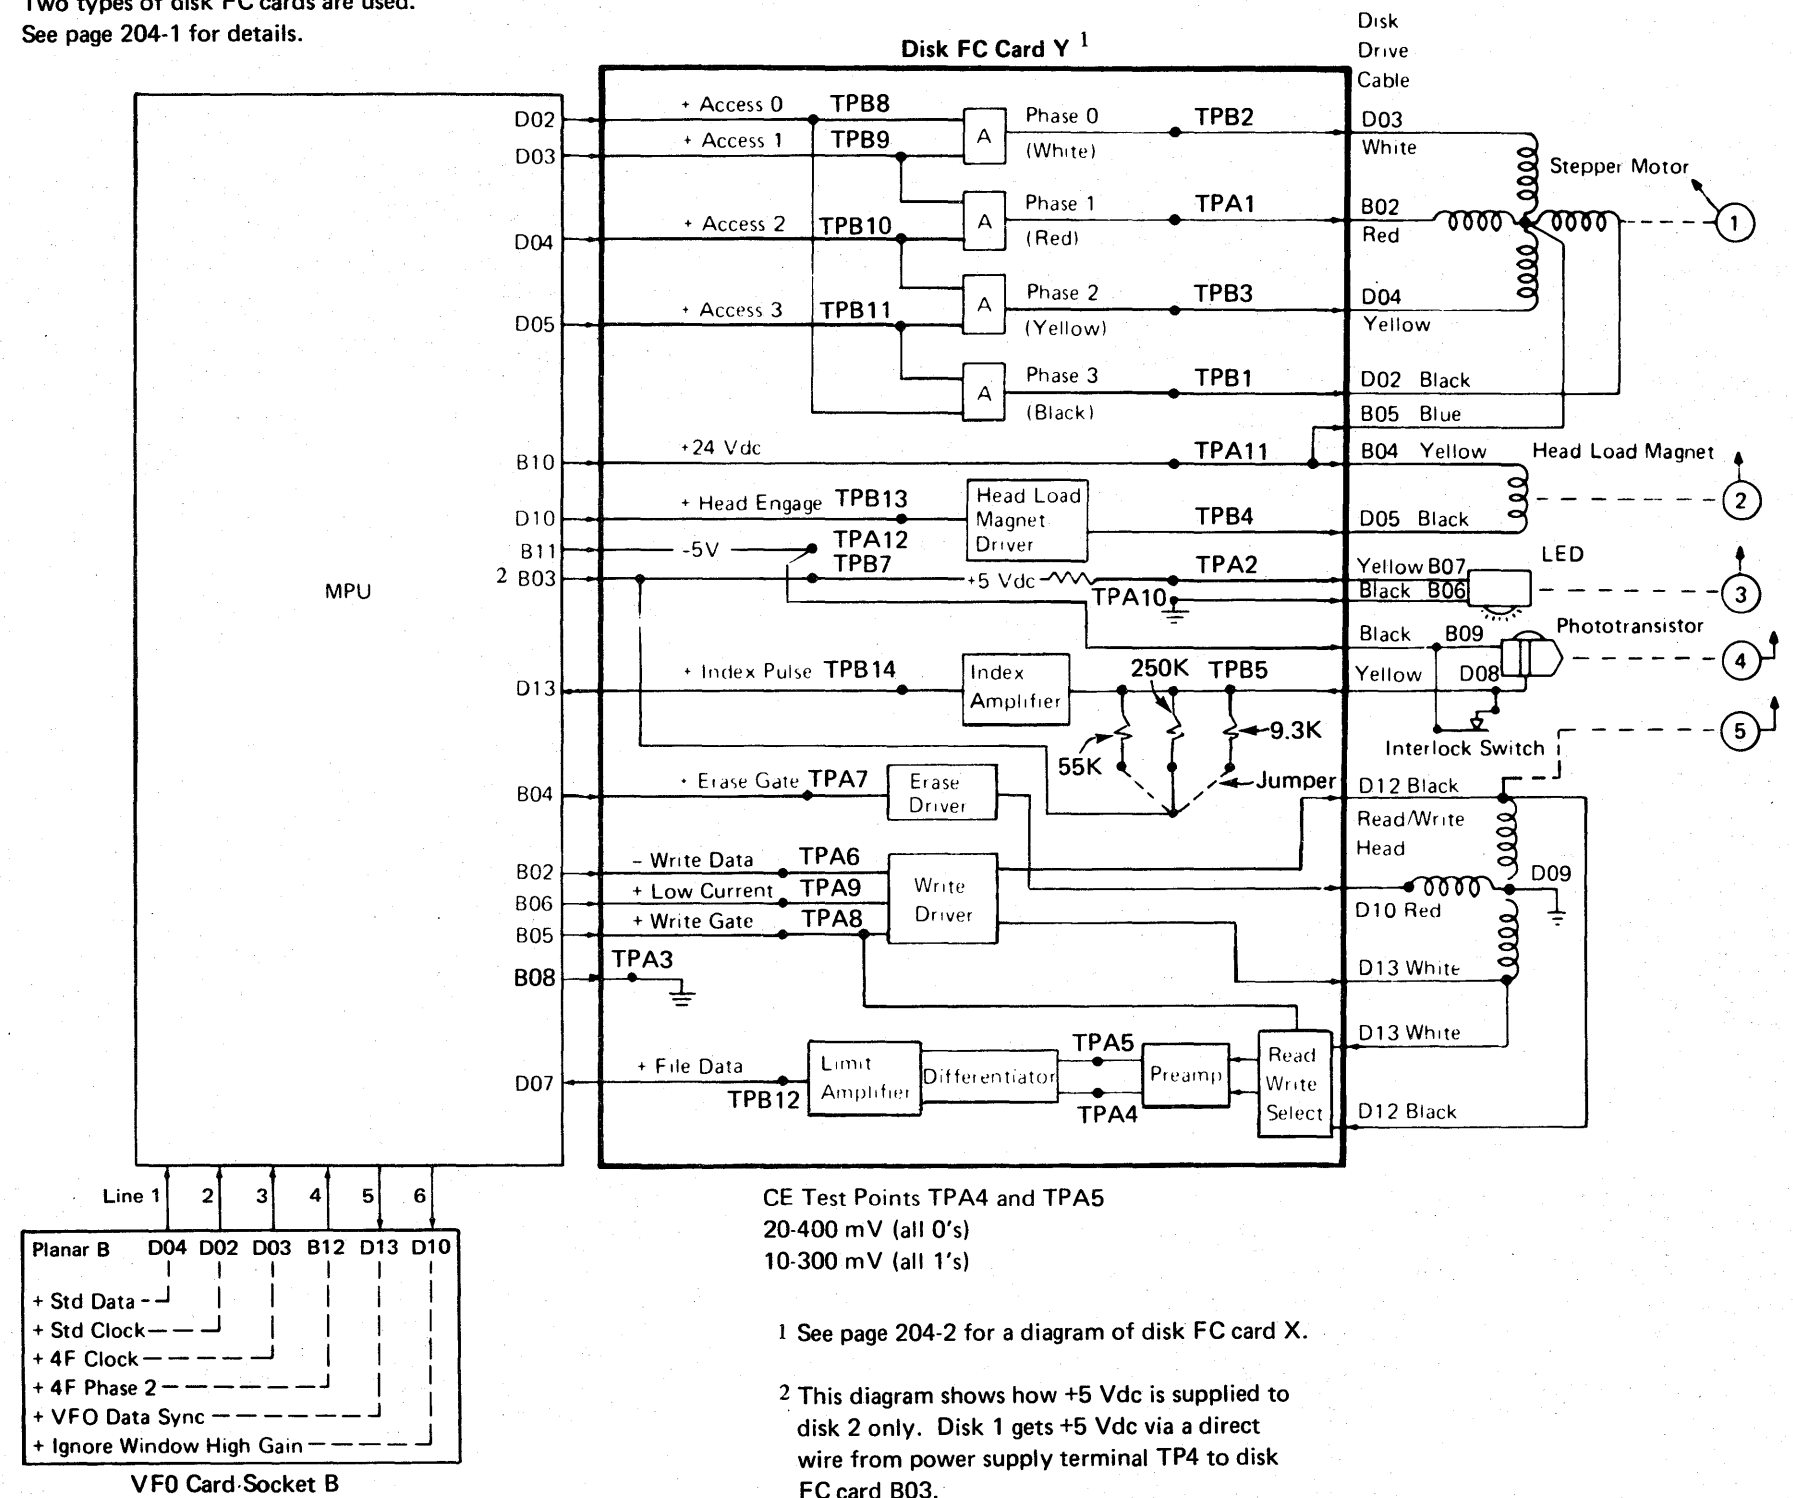 Two types of disk FC cards are used.
See page 204-1 for details.
Disk FC Card Y 1
Disk
Drive
Cable
D02
+ Access 0 TPB8
Phase 0
(White)
TPB2
D03
White
D03
+ Access 1 TPB9
A
Stepper Motor
1
D04
+ Access 2 TPB10
A
Phase 1
(Red)
TPA1
B02
Red
D05
+ Access 3 TPB11
A
Phase 2
(Yellow)
TPB3
D04
Yellow
A
Phase 3
(Black)
TPB1
D02 Black
B05 Blue
B10
+24 Vdc
TPA11
B04 Yellow
Head Load Magnet
2
D10
+ Head Engage TPB13
Head Load
Magnet
Driver
TPB4
D05 Black
B11
-5V
TPA12
MPU
2 B03
TPB7
+5 Vdc
TPA2
TPA10
Yellow B07
Black B06
LED
3
Black B09
Phototransistor
4
D13
+ Index Pulse TPB14
Index
Amplifier
250K
TPB5
Yellow D08
55K
9.3K
Jumper
Interlock Switch
5
B04
+ Erase Gate TPA7
Erase
Driver
D12 Black
Read/Write
Head
B02
– Write Data TPA6
B06
+ Low Current TPA9
B05
+ Write Gate TPA8
Write
Driver
D09
D10 Red
B08
TPA3
D13 White
D13 White
D07
+ File Data
TPB12
Limit
Amplifier
Differentiator
TPA5
TPA4
Preamp
Read
Write
Select
D12 Black
Line 1 2 3 4 5 6
Planar B D04 D02 D03 B12 D13 D10
+ Std Data
+ Std Clock
+ 4F Clock
+ 4F Phase 2
+ VFO Data Sync
+ Ignore Window High Gain
VFO Card Socket B
CE Test Points TPA4 and TPA5
20-400 mV (all 0's)
10-300 mV (all 1's)
1 See page 204-2 for a diagram of disk FC card X.
2 This diagram shows how +5 Vdc is supplied to
disk 2 only. Disk 1 gets +5 Vdc via a direct
wire from power supply terminal TP4 to disk
FC card B03.